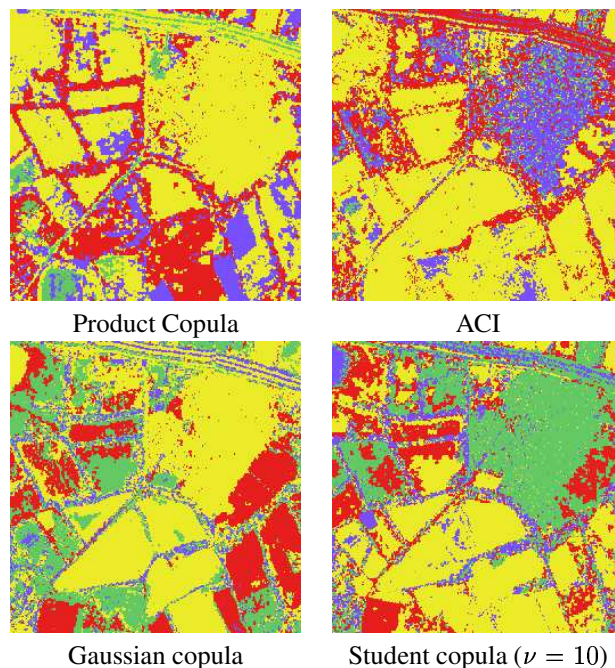 Product Copula
ACI
Gaussian copula
Student copula (ν = 10)